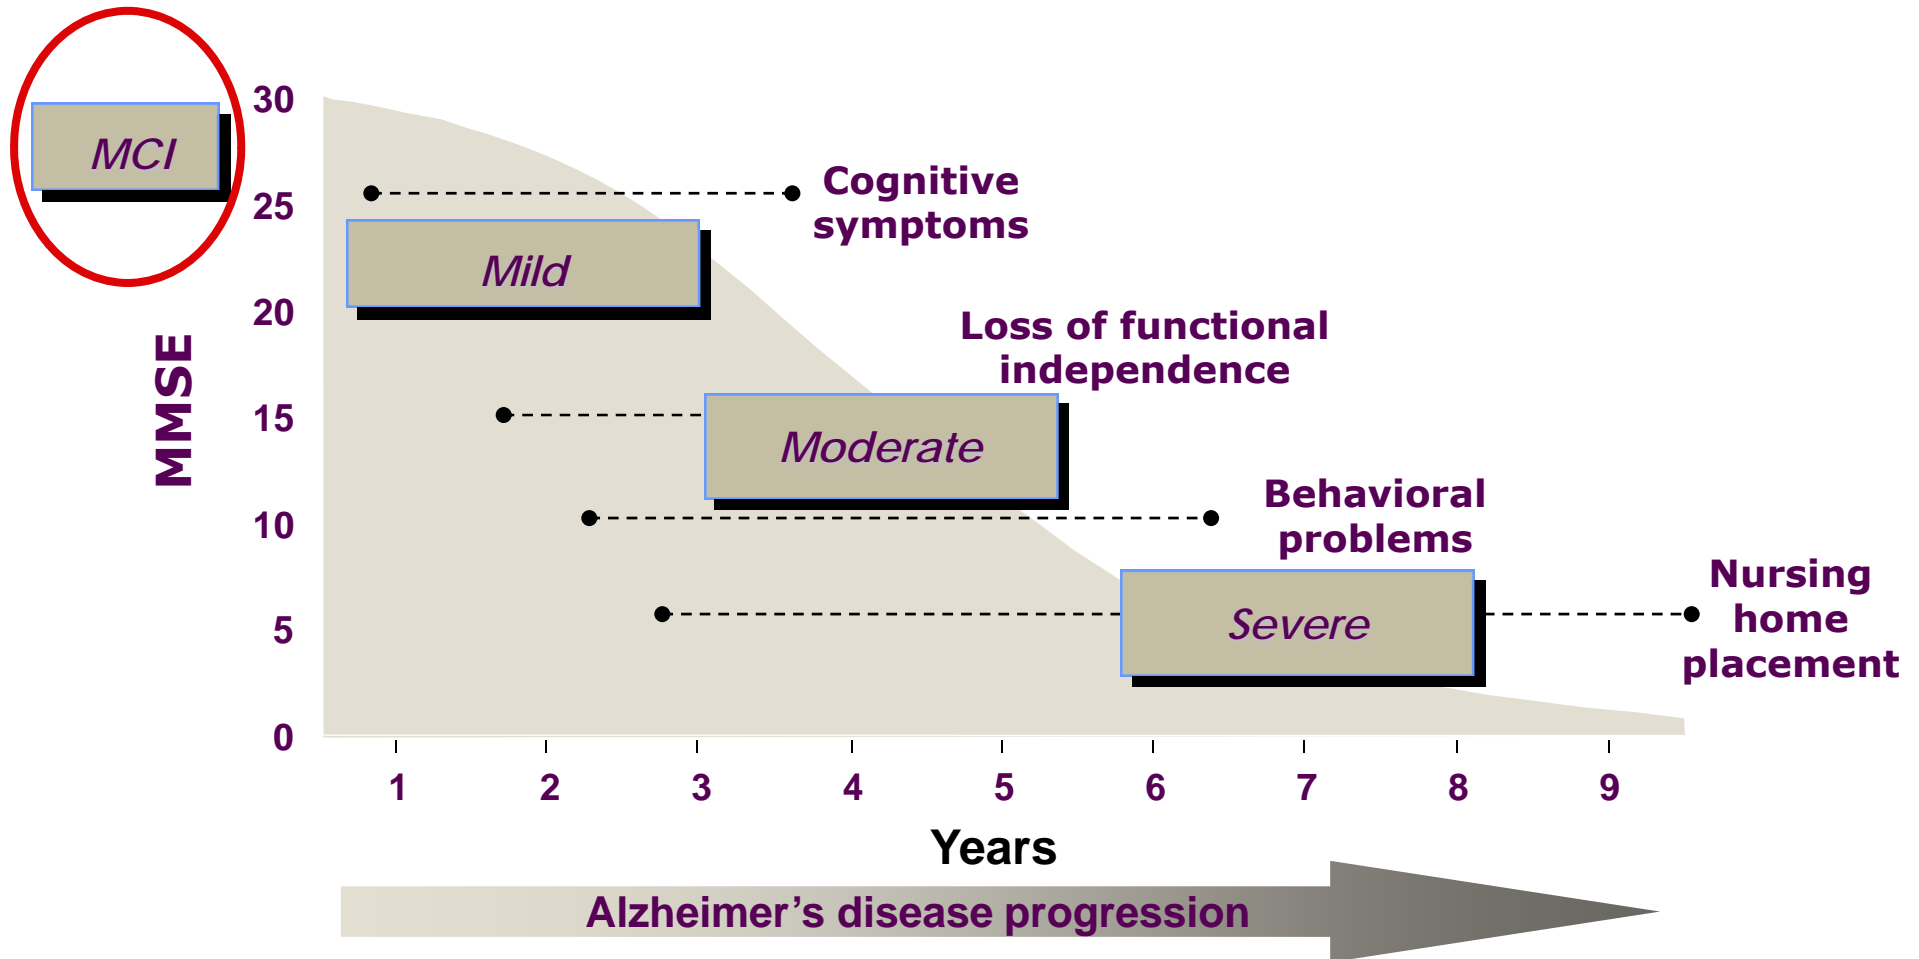 MCI
30
25
20
15
10
5
0
MMSE
Cognitive
symptoms
Mild
Loss of functional
independence
Moderate
Behavioral
problems
Severe
Nursing
home
placement
1 2 3 4 5 6 7 8 9
Years
Alzheimer’s disease progression